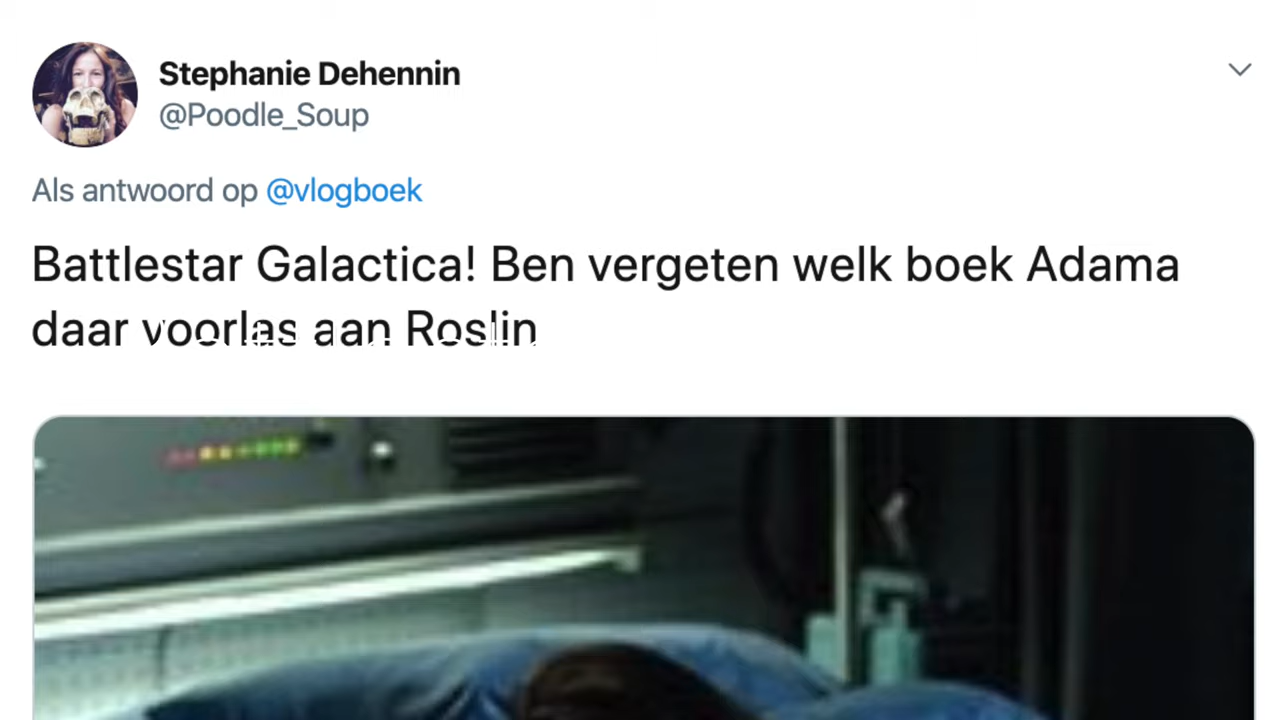 Stephanie Dehennin
@Poodle_Soup
Als antwoord op @vlogboek
Battlestar Galactica! Ben vergeten welk boek Adama
daar voorlas aan Roslin